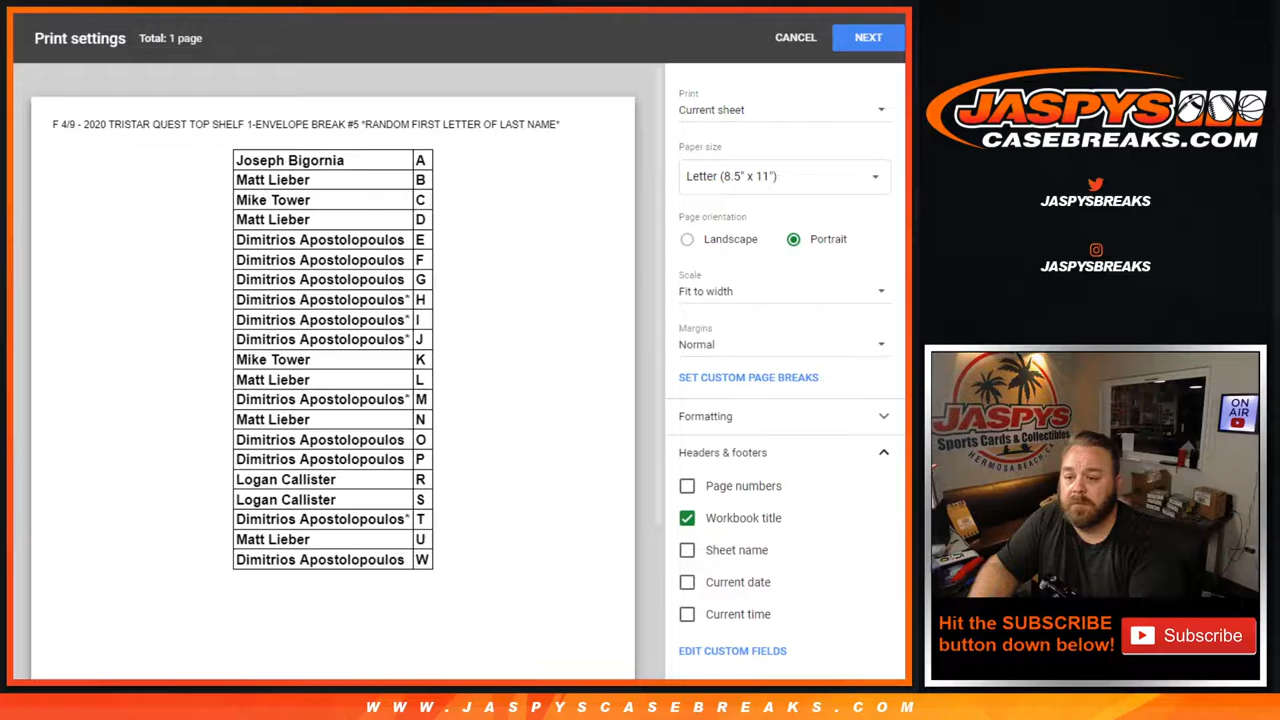 Print settings Total: 1 page CANCEL NEXT
F 4/9 - 2020 TRISTAR QUEST TOP SHELF 1-ENVELOPE BREAK #5 *RANDOM FIRST LETTER OF LAST NAME*
Joseph Bigornia A
Matt Lieber B
Mike Tower C
Matt Lieber D
Dimitrios Apostolopoulos E
Dimitrios Apostolopoulos F
Dimitrios Apostolopoulos G
Dimitrios Apostolopoulos* H
Dimitrios Apostolopoulos* I
Dimitrios Apostolopoulos* J
Mike Tower K
Matt Lieber L
Dimitrios Apostolopoulos* M
Matt Lieber N
Dimitrios Apostolopoulos O
Dimitrios Apostolopoulos P
Logan Callister R
Logan Callister S
Dimitrios Apostolopoulos* T
Matt Lieber U
Dimitrios Apostolopoulos W
Print
Current sheet
Paper size
Letter (8.5" x 11")
Page orientation
Landscape Portrait
Scale
Fit to width
Margins
Normal
SET CUSTOM PAGE BREAKS
Formatting
Headers & footers
Page numbers
Workbook title
Sheet name
Current date
Current time
EDIT CUSTOM FIELDS
JASPYS
CASEBREAKS.COM
JASPYSBREAKS
JASPYSBREAKS
JASPYS
Sports Cards & Collectibles
HERMOSA BEACH, CA
ON
AIR
Hit the SUBSCRIBE
button down below!
Subscribe
WWW.JASPYSCASEBREAKS.COM